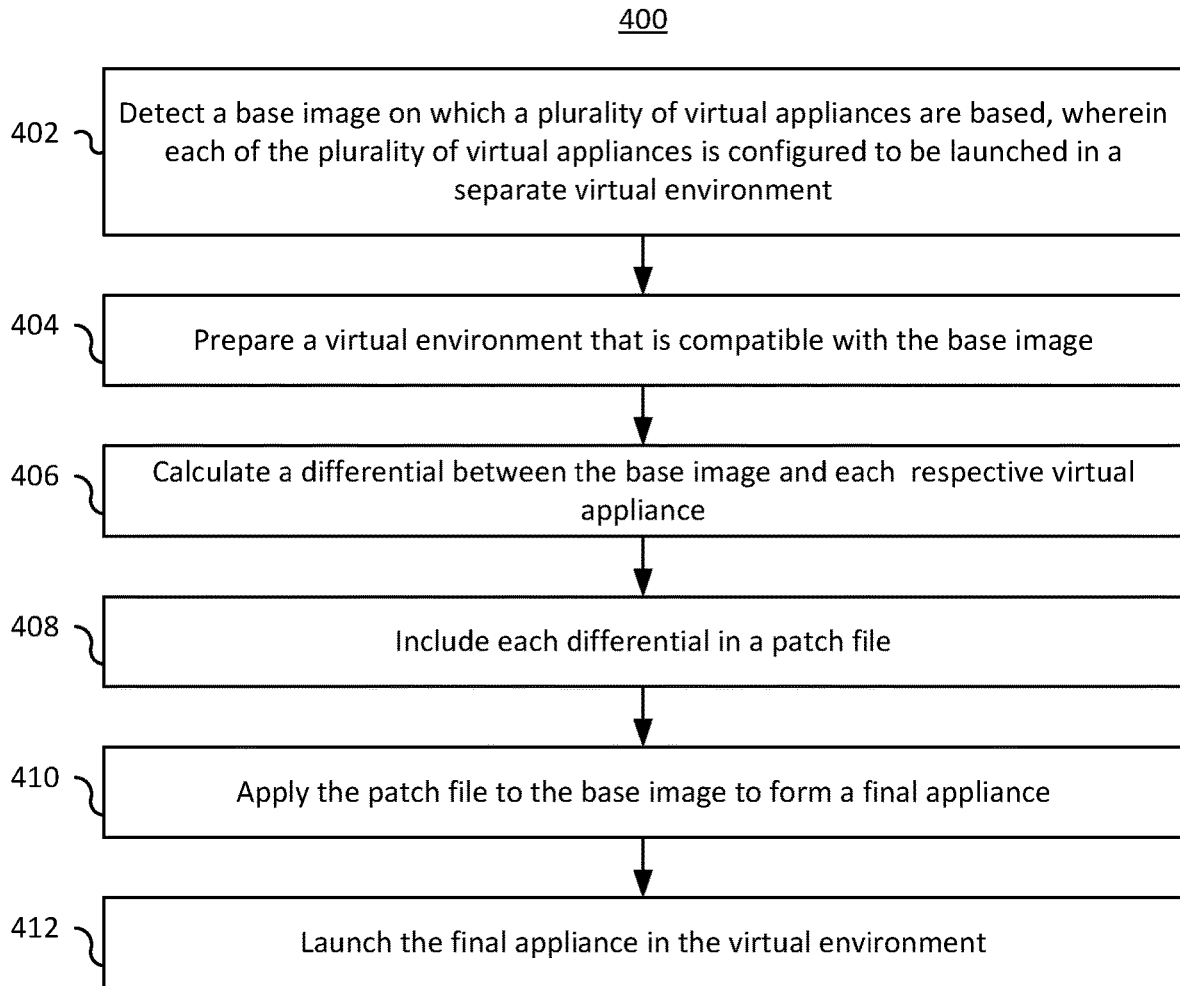 400
402
Detect a base image on which a plurality of virtual appliances are based, wherein
each of the plurality of virtual appliances is configured to be launched in a
separate virtual environment
404
Prepare a virtual environment that is compatible with the base image
406
Calculate a differential between the base image and each respective virtual
appliance
408
Include each differential in a patch file
410
Apply the patch file to the base image to form a final appliance
412
Launch the final appliance in the virtual environment